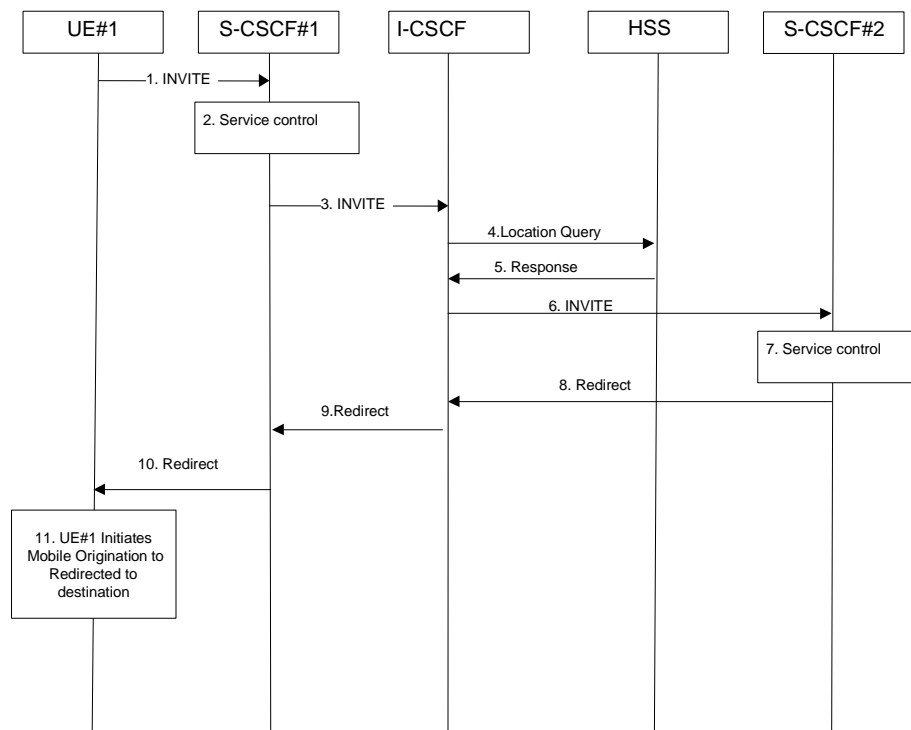 UE#1
S-CSCF#1
I-CSCF
HSS
S-CSCF#2
1. INVITE
2. Service control
3. INVITE
4.Location Query
5. Response
6. INVITE
7. Service control
8. Redirect
9.Redirect
10. Redirect
11. UE#1 Initiates
Mobile Origination to
Redirected to
destination